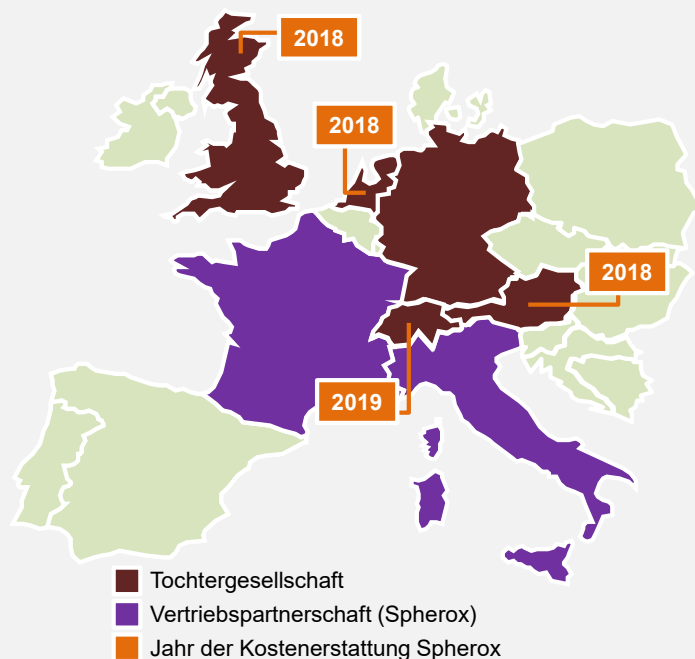 2018
2018
2018
2019
Tochtergesellschaft
Vertriebspartnerschaft (Spherox)
Jahr der Kostenerstattung Spherox